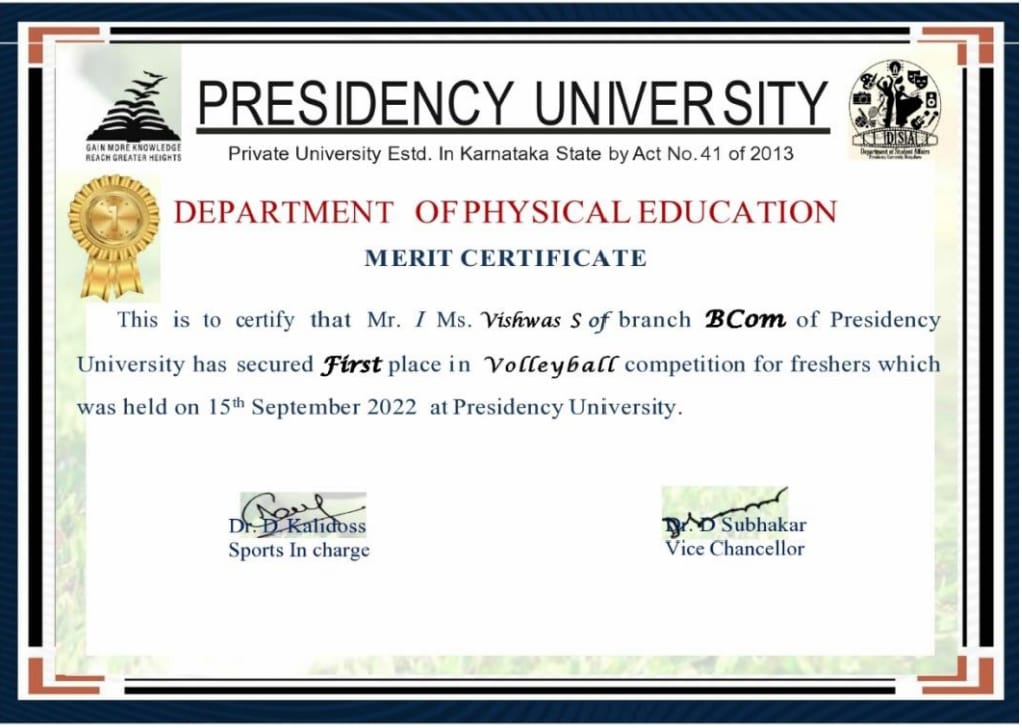 PRESIDENCY UNIVERSITY
GAIN MORE KNOWLEDGE
REACH GREATER HEIGHTS
Private University Estd. In Karnataka State by Act No. 41 of 2013
DSA
Department of Student Affairs
Presidency University, Bengaluru
1
DEPARTMENT OF PHYSICAL EDUCATION
MERIT CERTIFICATE
This is to certify that Mr. I Ms. Vishwas S of branch BCom of Presidency
University has secured First place in Volleyball competition for freshers which
was held on 15th September 2022 at Presidency University.
Dr. D Kalidoss
Sports In charge
Dr. D Subhakar
Vice Chancellor